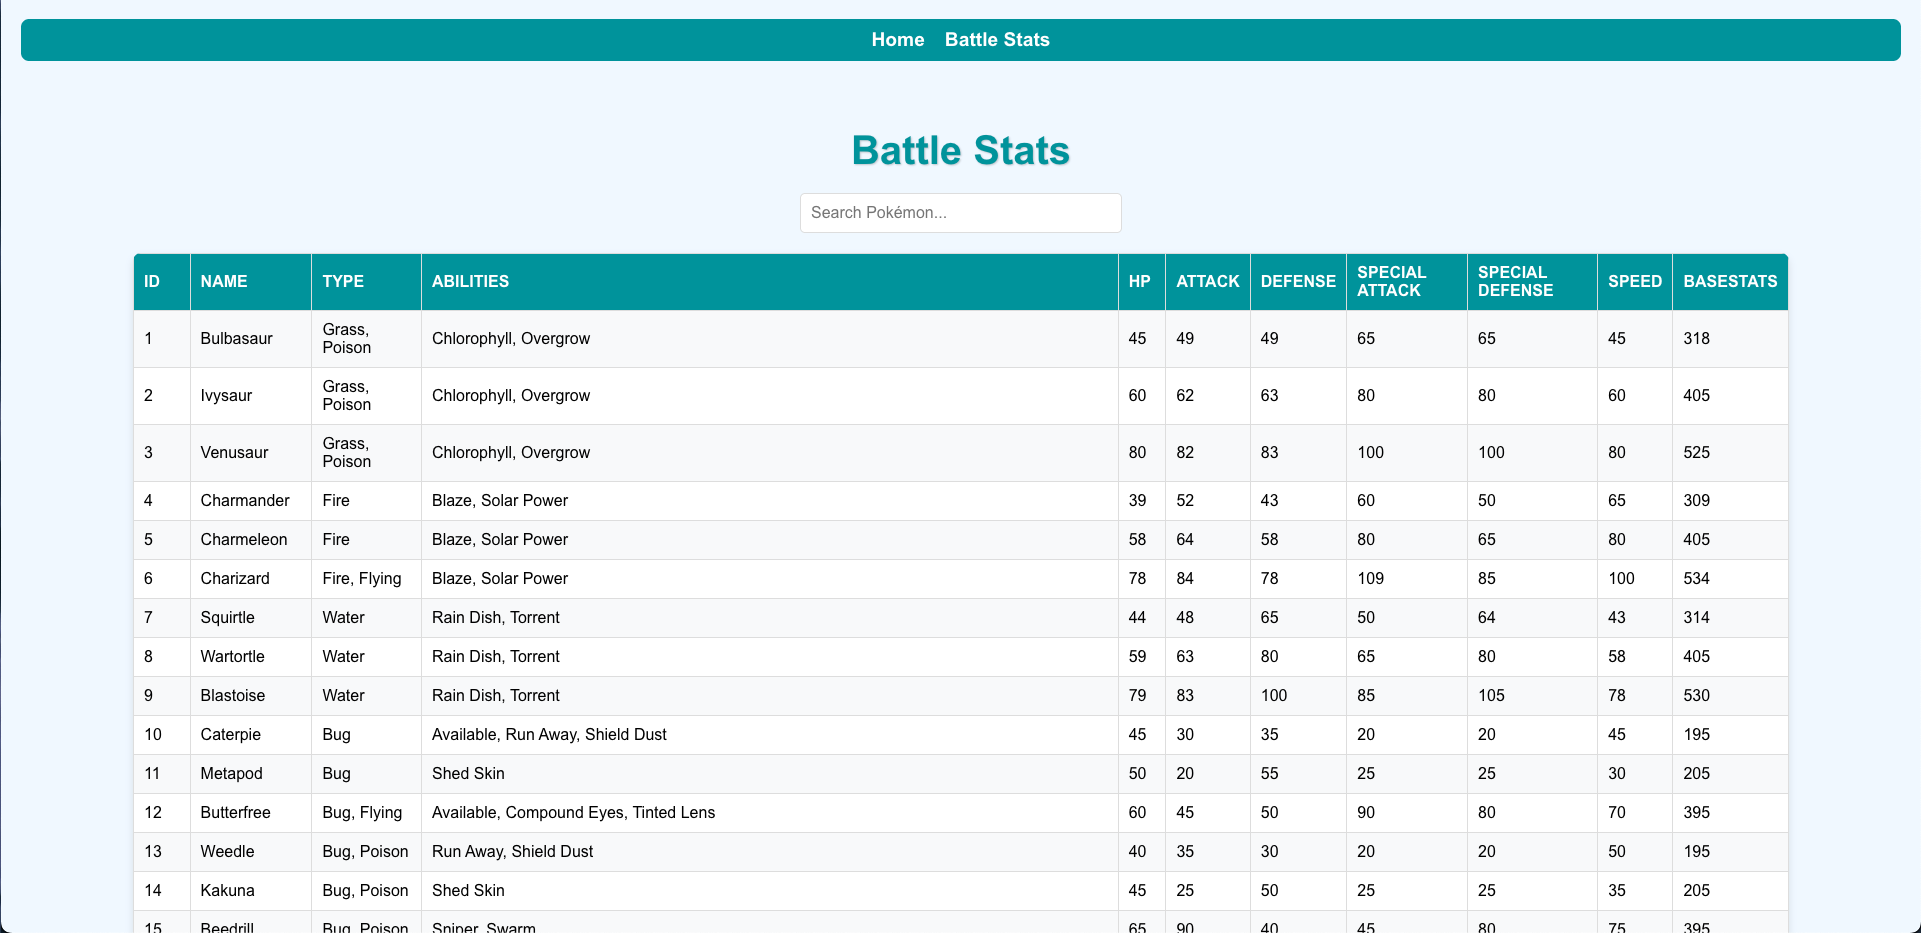 Home Battle Stats
Battle Stats
Search Pokémon...
ID NAME TYPE ABILITIES HP ATTACK DEFENSE SPECIAL ATTACK SPECIAL DEFENSE SPEED BASESTATS
1 Bulbasaur Grass, Poison Chlorophyll, Overgrow 45 49 49 65 65 45 318
2 Ivysaur Grass, Poison Chlorophyll, Overgrow 60 62 63 80 80 60 405
3 Venusaur Grass, Poison Chlorophyll, Overgrow 80 82 83 100 100 80 525
4 Charmander Fire Blaze, Solar Power 39 52 43 60 50 65 309
5 Charmeleon Fire Blaze, Solar Power 58 64 58 80 65 80 405
6 Charizard Fire, Flying Blaze, Solar Power 78 84 78 109 85 100 534
7 Squirtle Water Rain Dish, Torrent 44 48 65 50 64 43 314
8 Wartortle Water Rain Dish, Torrent 59 63 80 65 80 58 405
9 Blastoise Water Rain Dish, Torrent 79 83 100 85 105 78 530
10 Caterpie Bug Available, Run Away, Shield Dust 45 30 35 20 20 45 195
11 Metapod Bug Shed Skin 50 20 55 25 25 30 205
12 Butterfree Bug, Flying Available, Compound Eyes, Tinted Lens 60 45 50 90 80 70 395
13 Weedle Bug, Poison Run Away, Shield Dust 40 35 30 20 20 50 195
14 Kakuna Bug, Poison Shed Skin 45 25 50 25 25 35 205
15 Beedrill Bug, Poison Sniper, Swarm 65 90 40 45 80 75 395